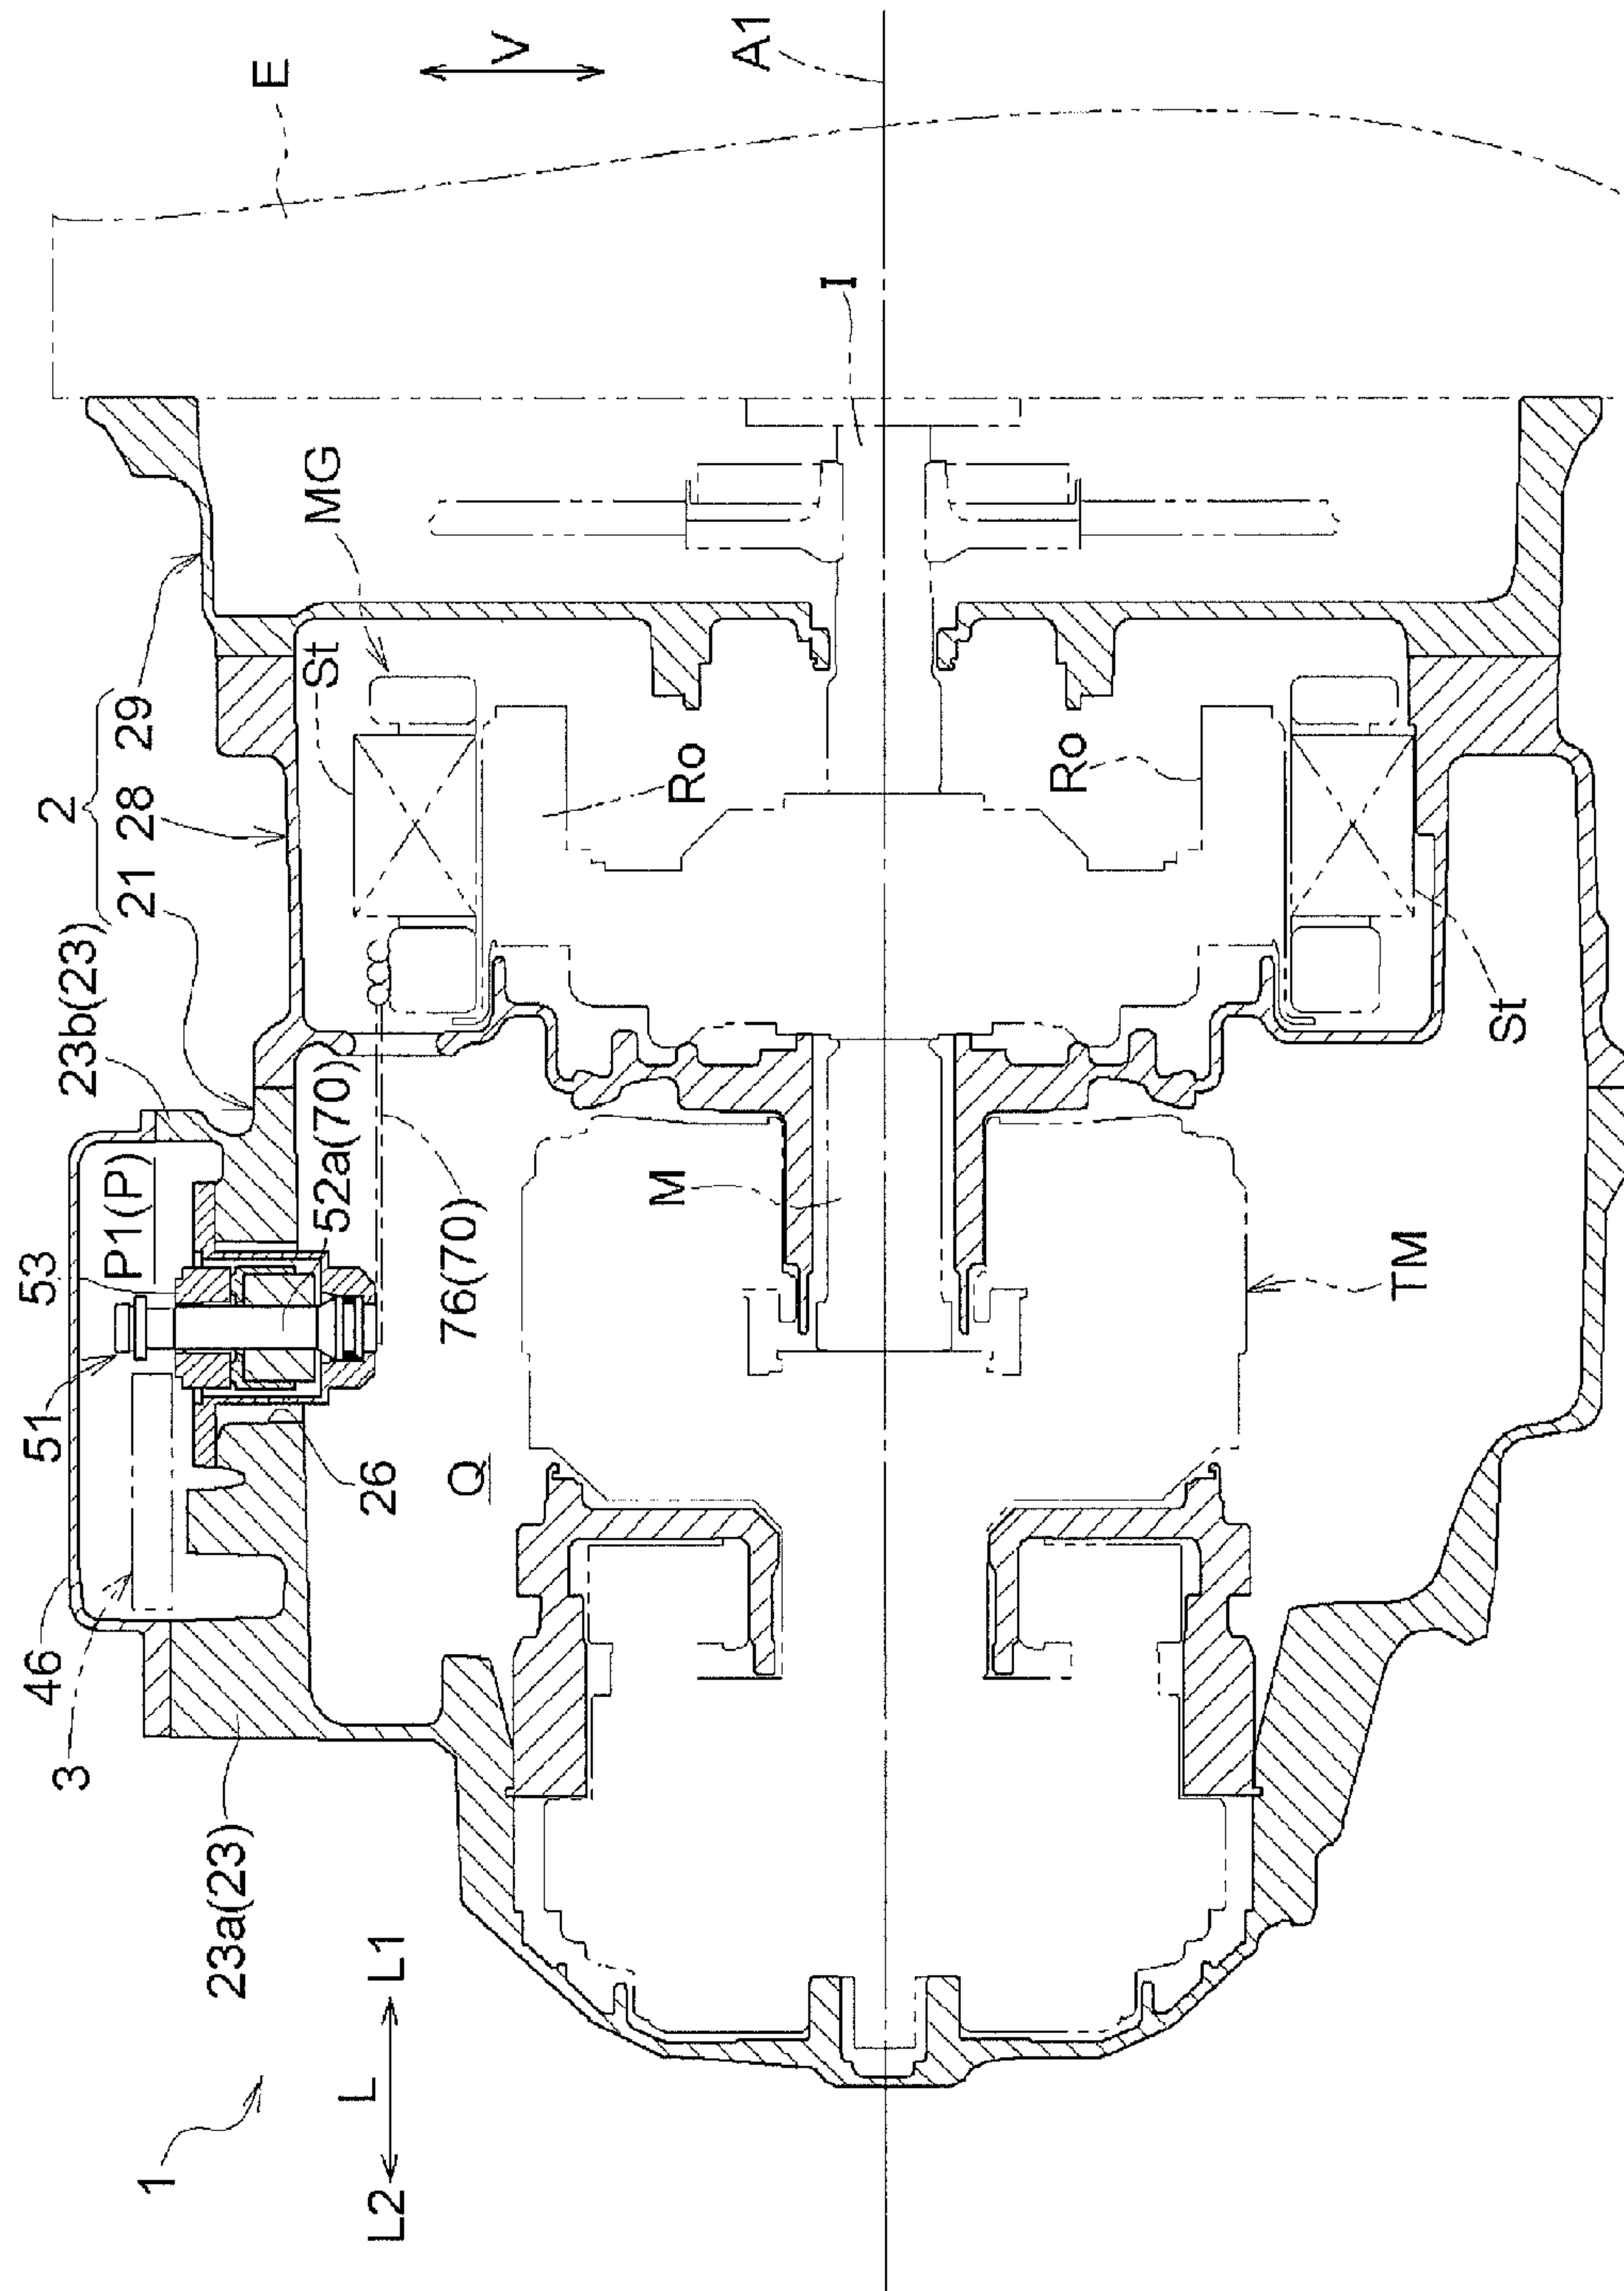 E
V
A1
I
MG
St
2
21 28 29
23b(23)
P1(P)
53
51
46
3
23a(23)
52a(70)
76(70)
26
Q
Ro
Ro
M
TM
St
1
L
L2
L1